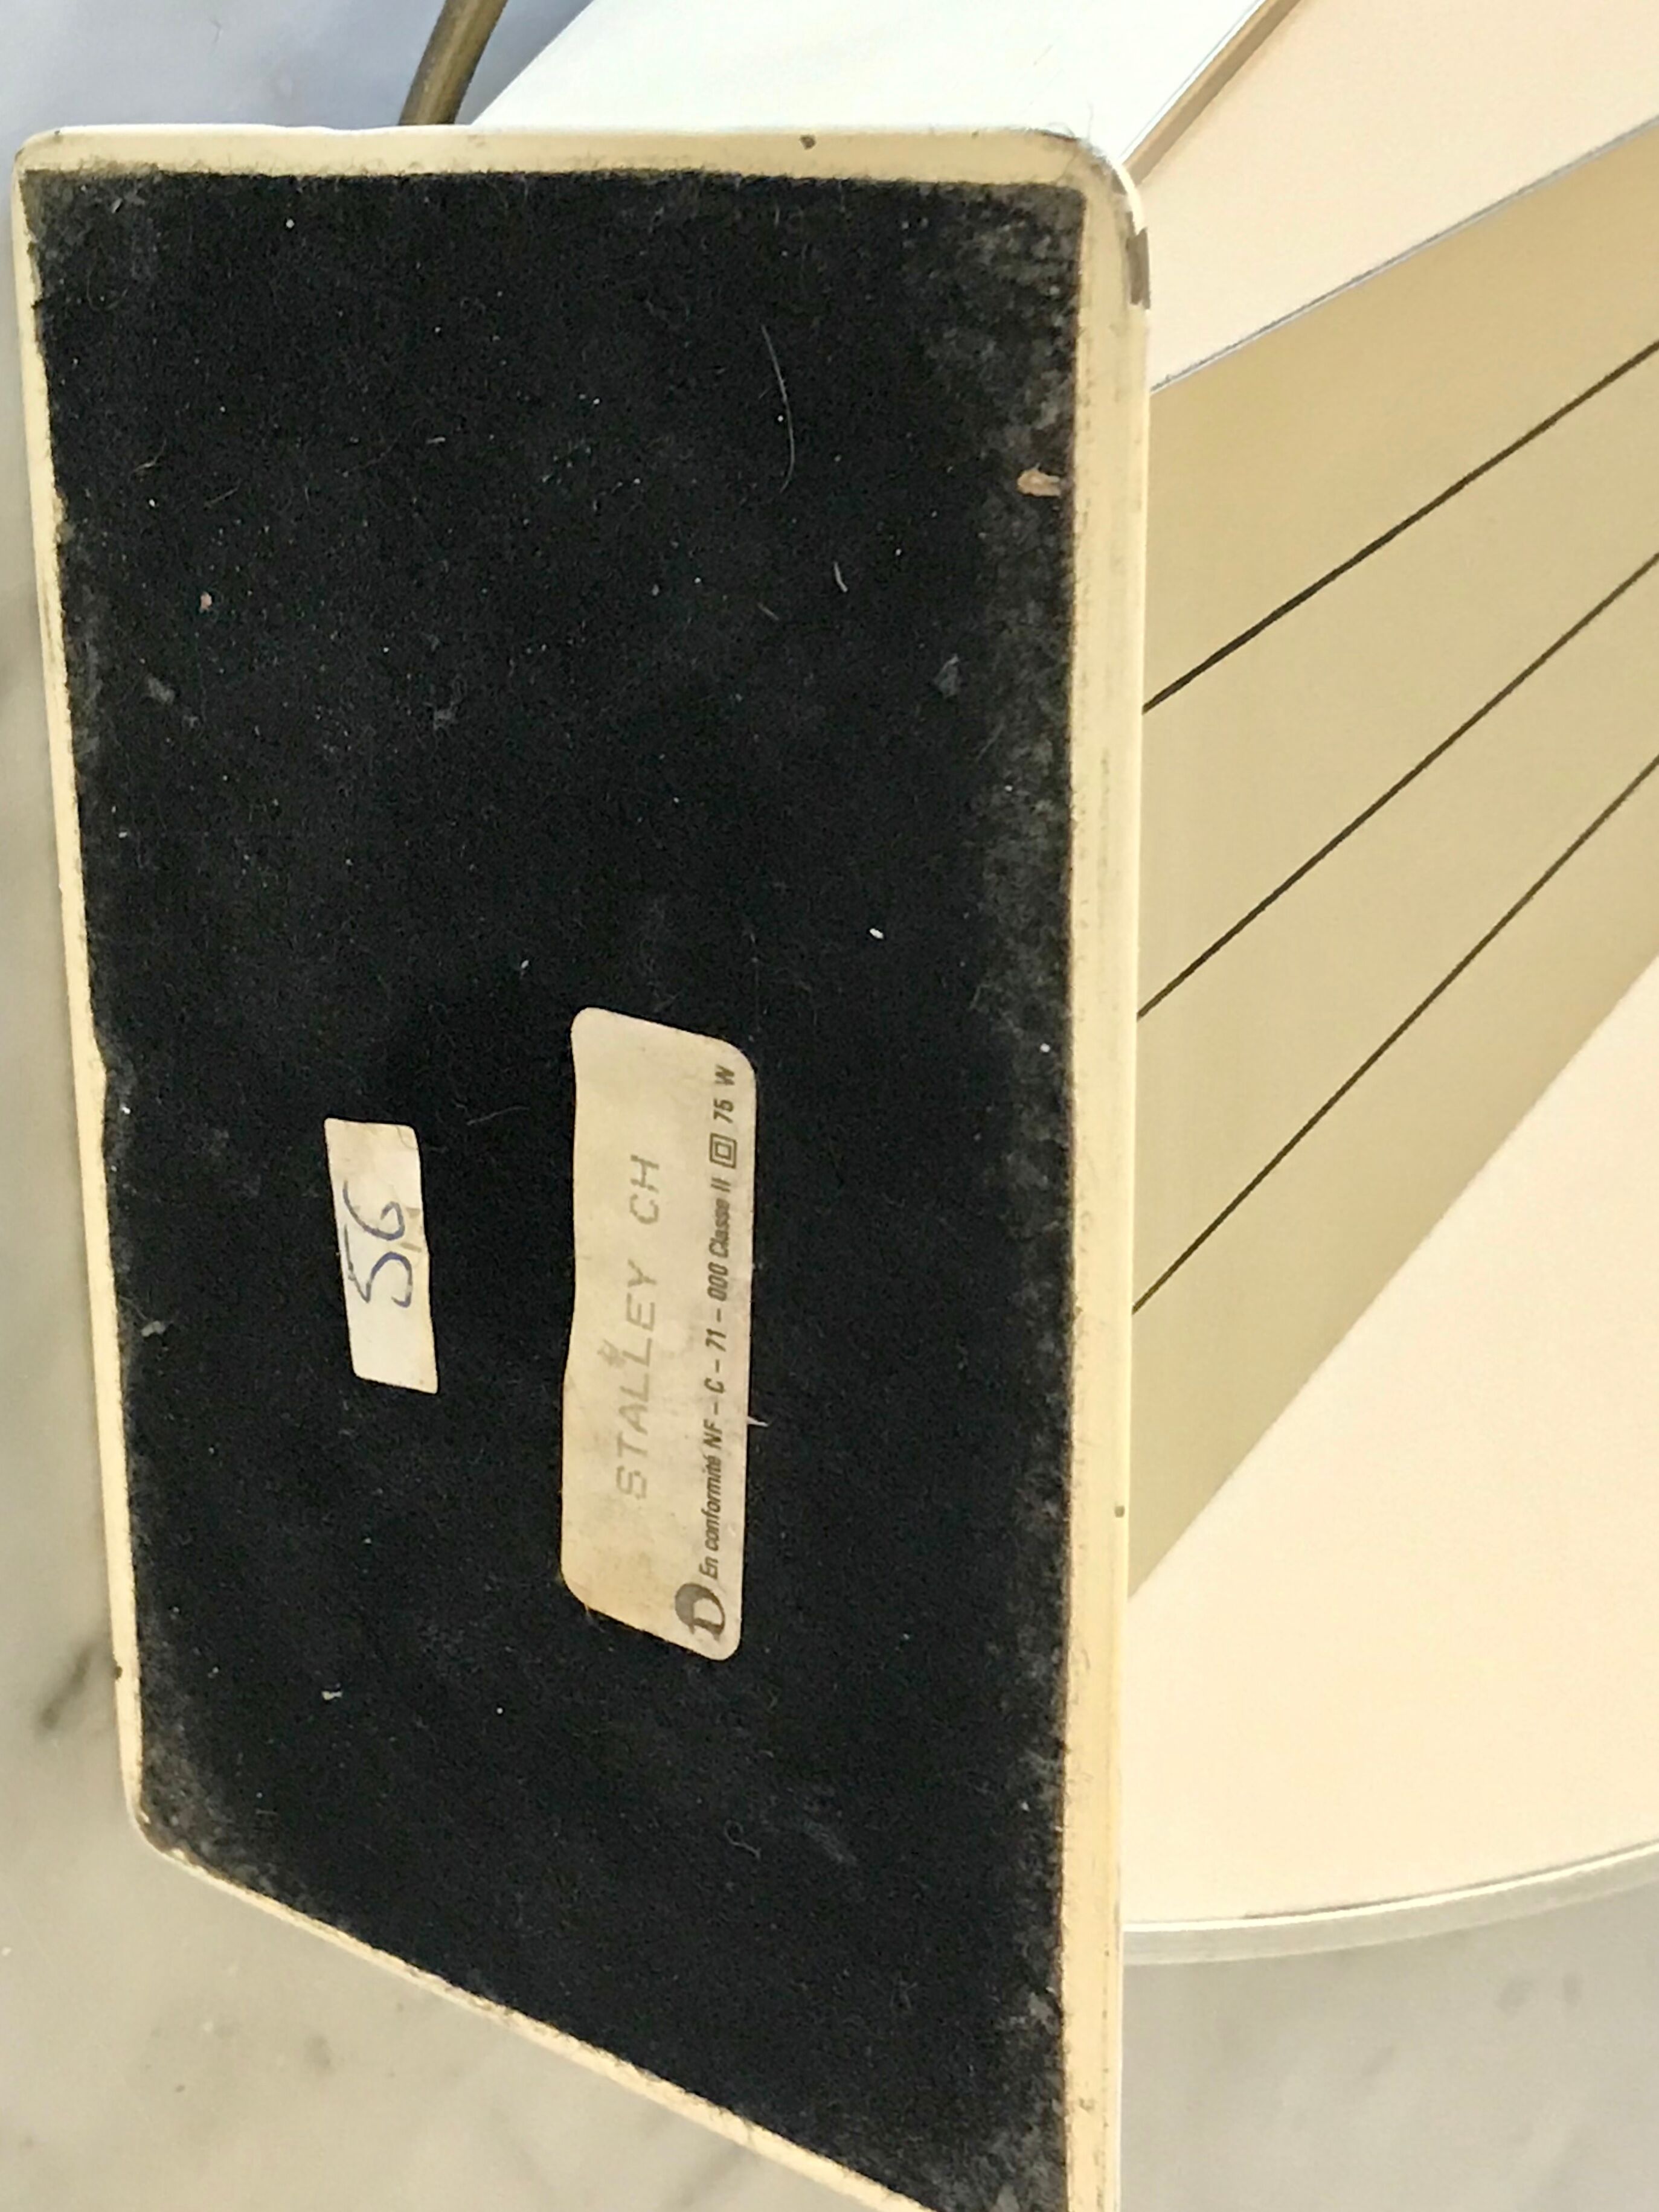 56
STALLEY CH
D En conformité NF - C - 71 - 000 Classe II 75 W